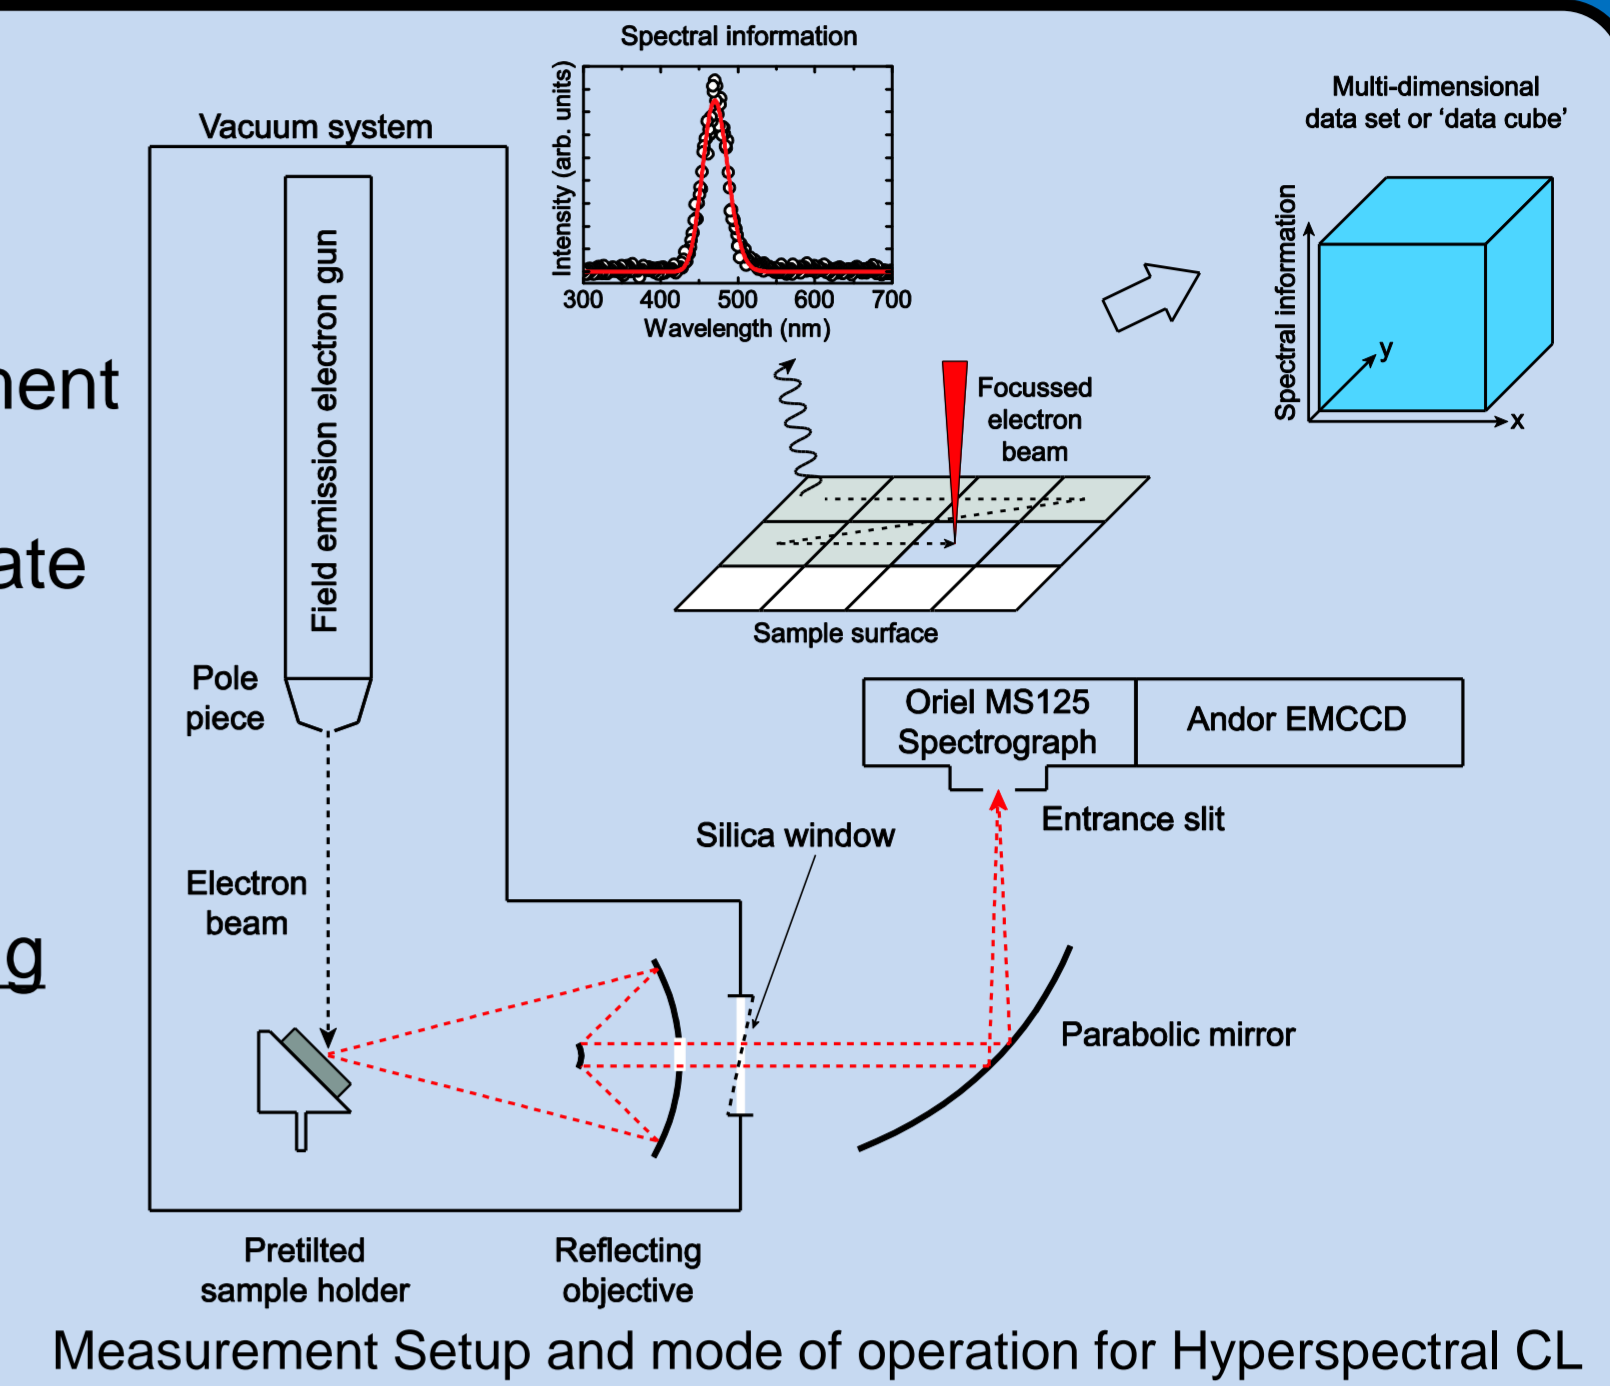 Spectral information
Intensity (arb. units)
300 400 500 600 700
Wavelength (nm)
Multi-dimensional
data set or ‘data cube’
Spectral information
y
x
Vacuum system
Field emission electron gun
Focussed
electron
beam
Sample surface
Pole
piece
Oriel MS125
Spectrograph
Andor EMCCD
Entrance slit
Silica window
Electron
beam
Parabolic mirror
Pretilted
sample holder
Reflecting
objective
Measurement Setup and mode of operation for Hyperspectral CL